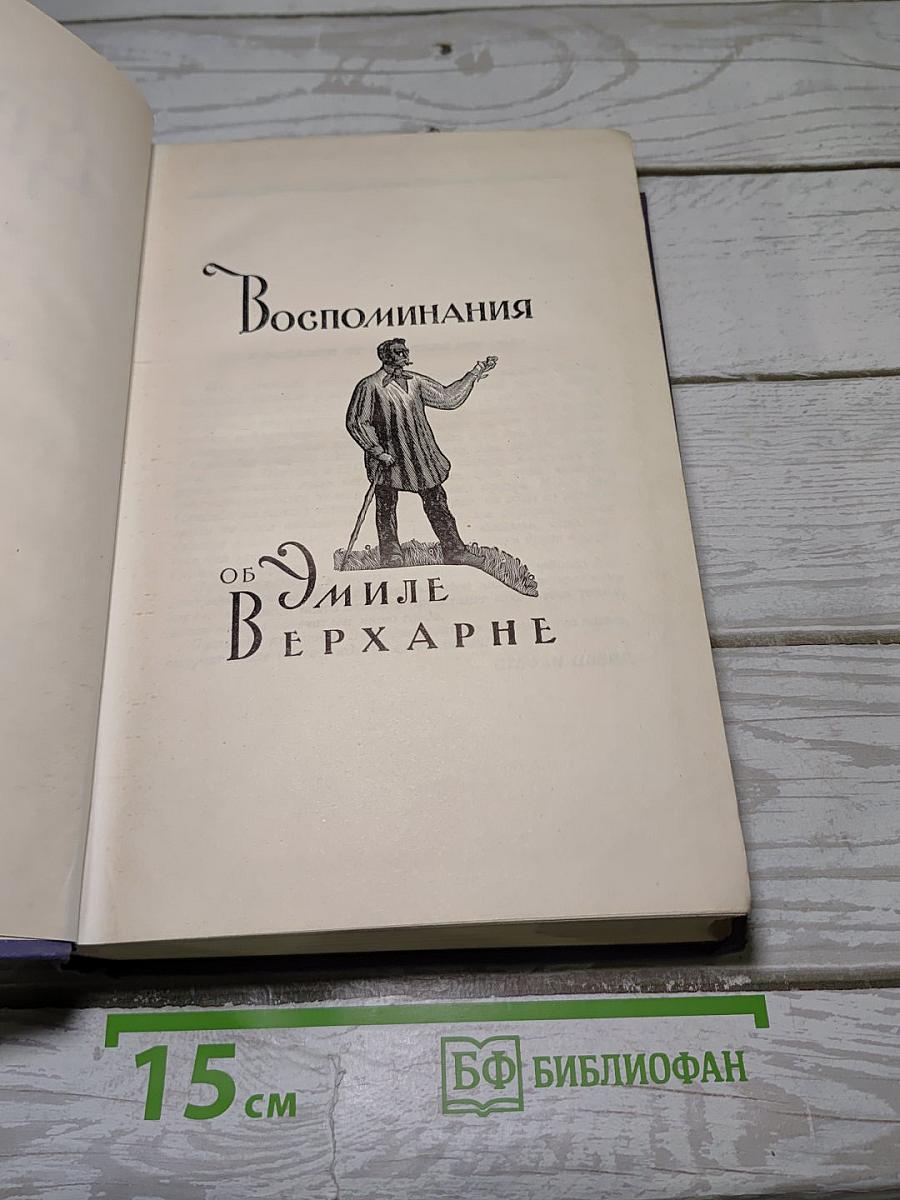 Воспоминания
об Эмиле
Верхарне
15 см
БФ БИБЛИОФАН